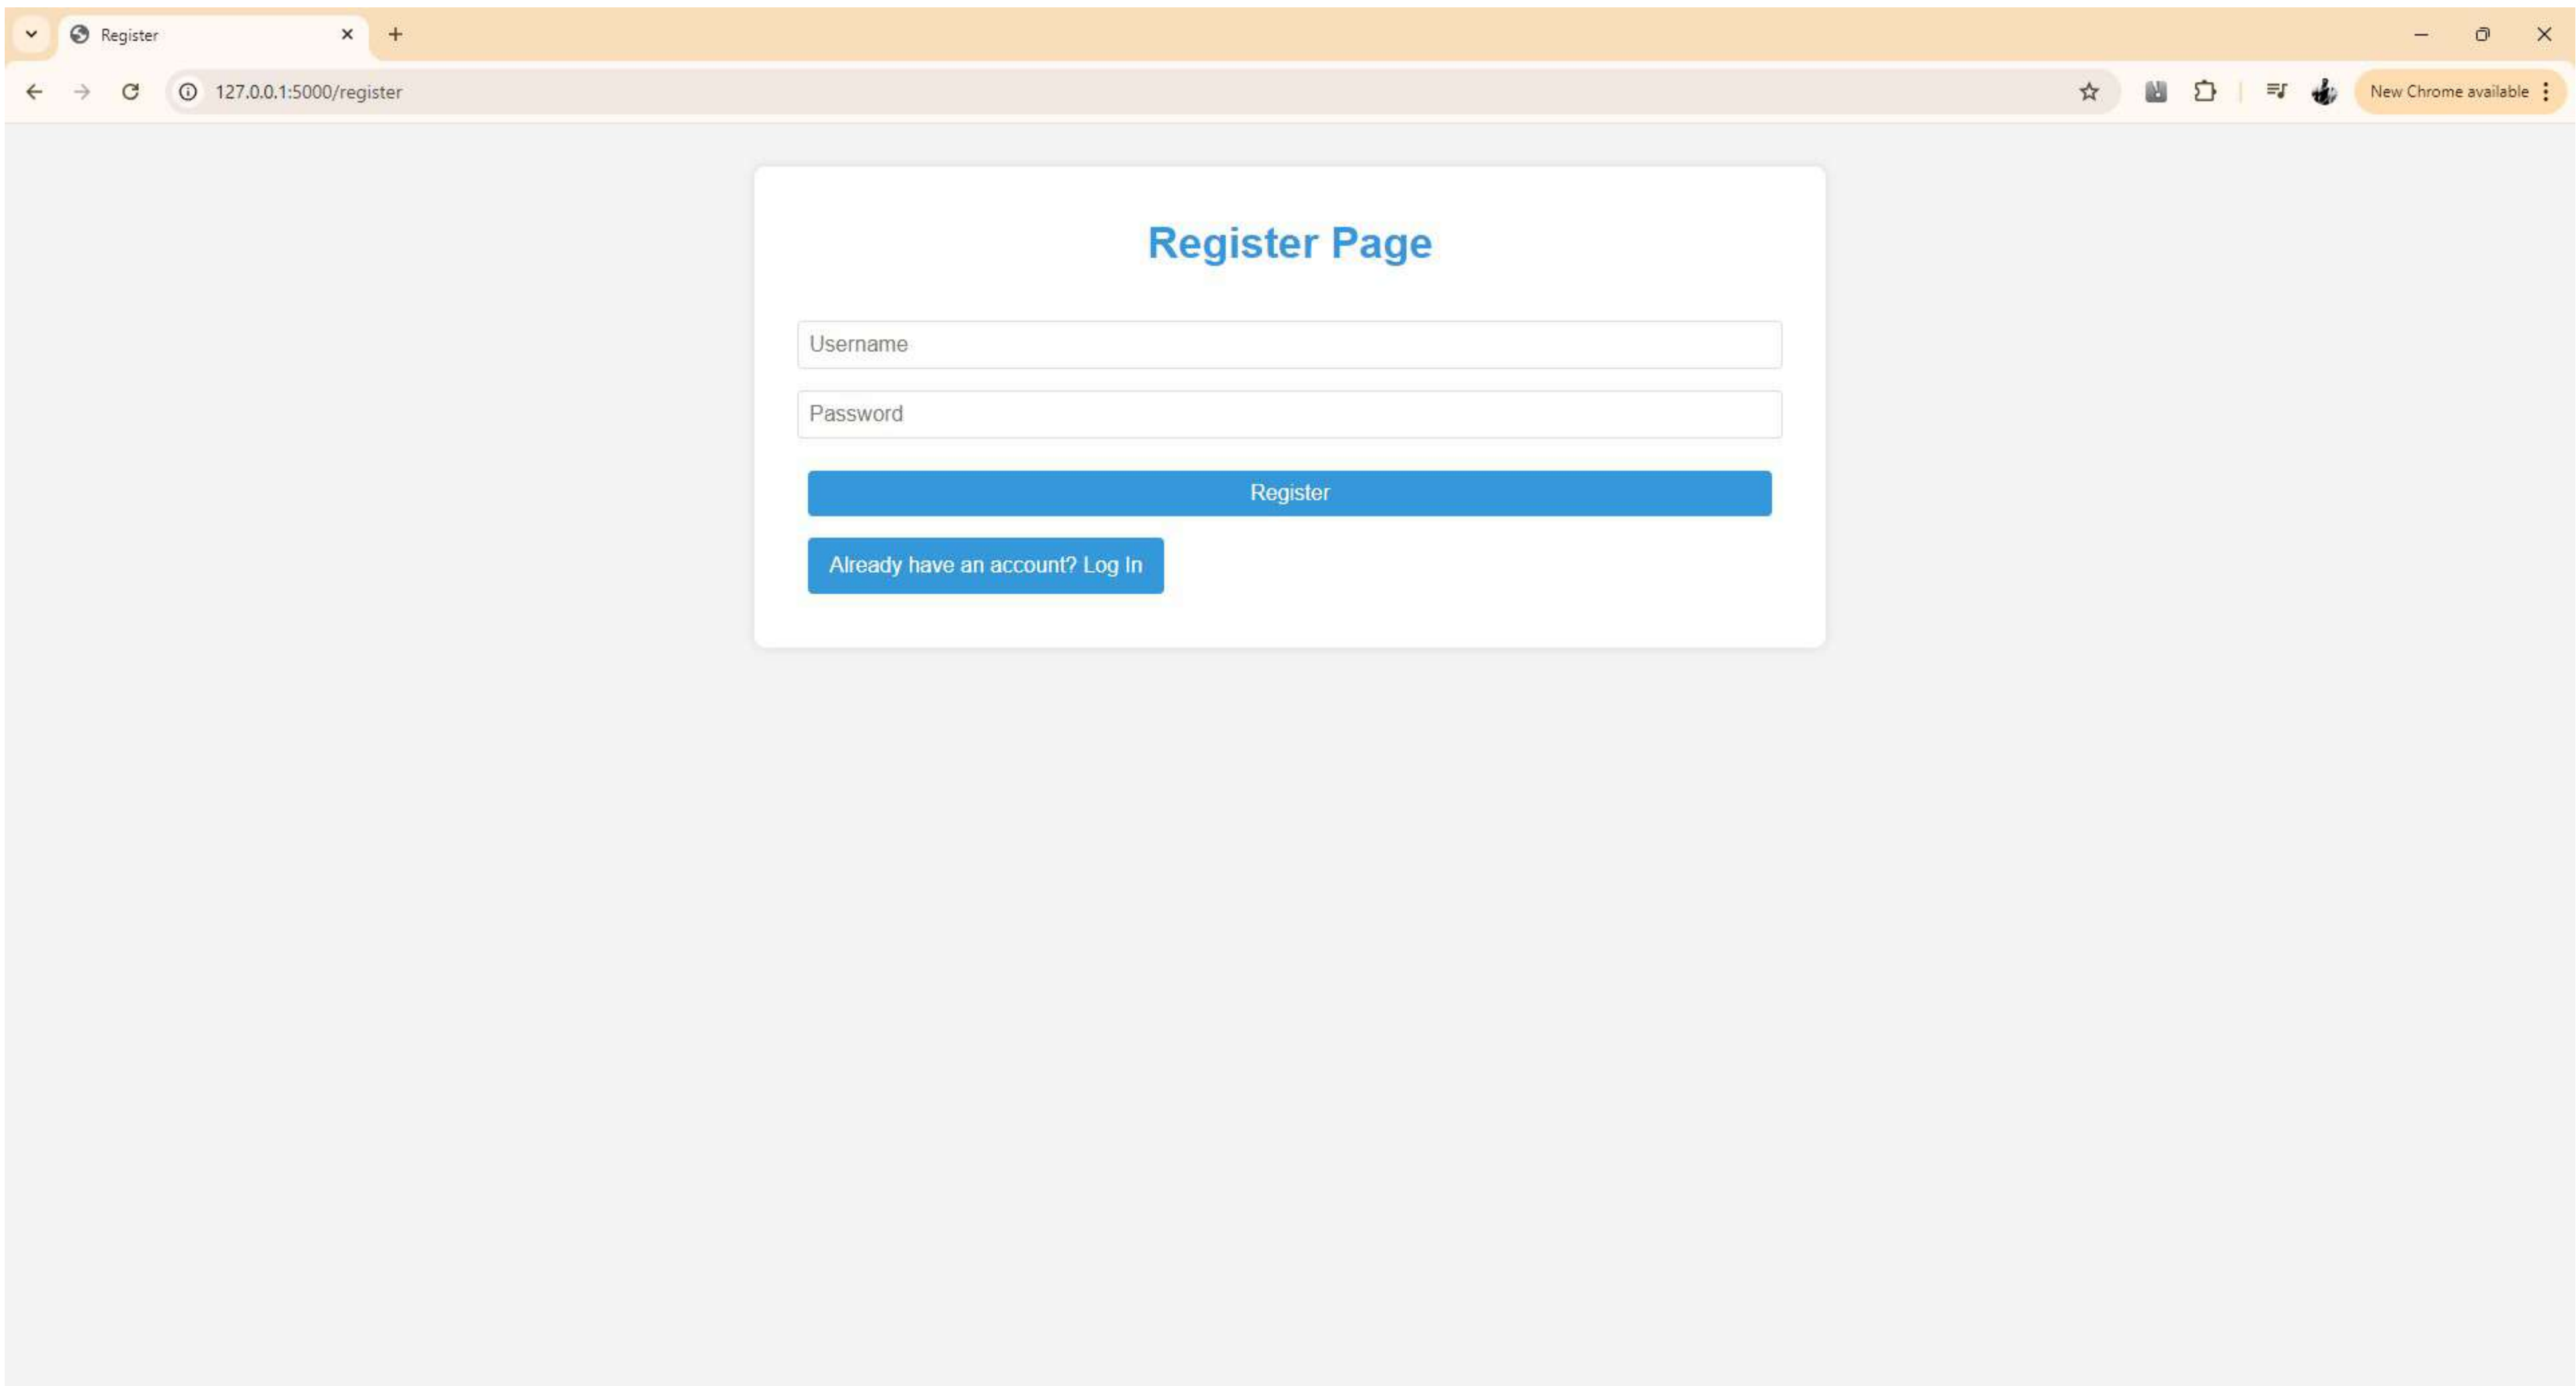 Register
127.0.0.1:5000/register
New Chrome available
Register Page
Username
Password
Register
Already have an account? Log In